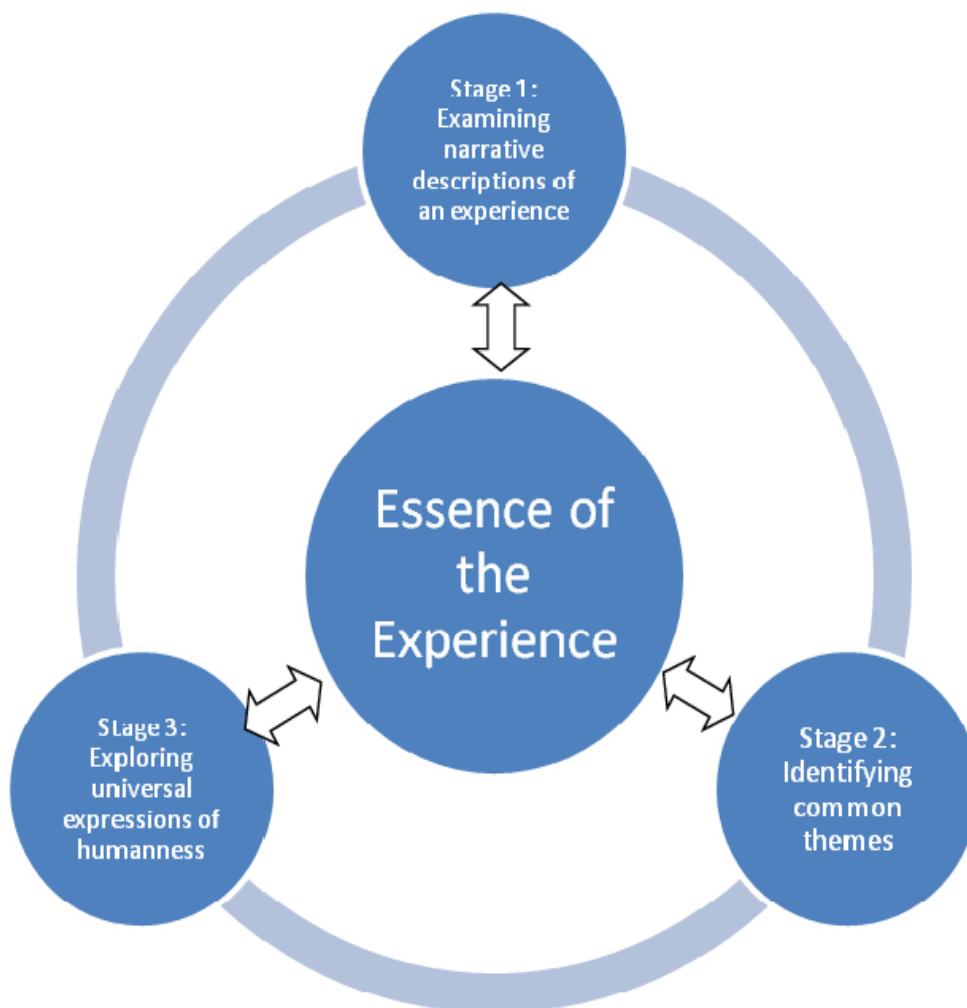 Stage 1:
Examining
narrative
descriptions of
an experience
Essence of
the
Experience
Stage 2:
Identifying
common
themes
Stage 3:
Exploring
universal
expressions of
humanness